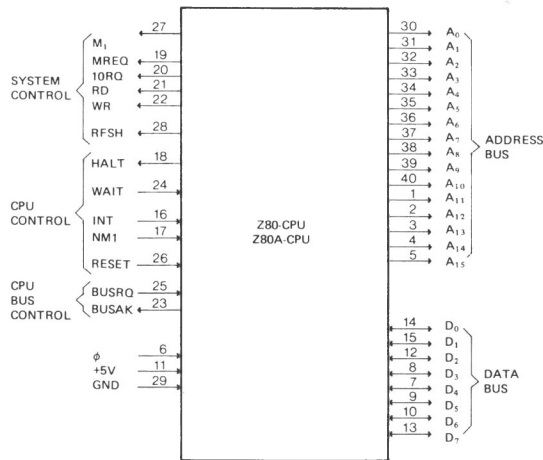 27
M₁
MREQ 19
10RQ 20
RD 21
WR 22
RFSH 28
SYSTEM
CONTROL
HALT 18
WAIT 24
INT 16
NM1 17
RESET 26
CPU
CONTROL
BUSRQ 25
BUSAK 23
CPU
BUS
CONTROL
φ 6
+5V 11
GND 29
Z80-CPU
Z80A-CPU
30 A₀
31 A₁
32 A₂
33 A₃
34 A₄
35 A₅
36 A₆
37 A₇
38 A₈
39 A₉
40 A₁₀
1 A₁₁
2 A₁₂
3 A₁₃
4 A₁₄
5 A₁₅
ADDRESS
BUS
14 D₀
15 D₁
12 D₂
8 D₃
7 D₄
9 D₅
10 D₆
13 D₇
DATA
BUS